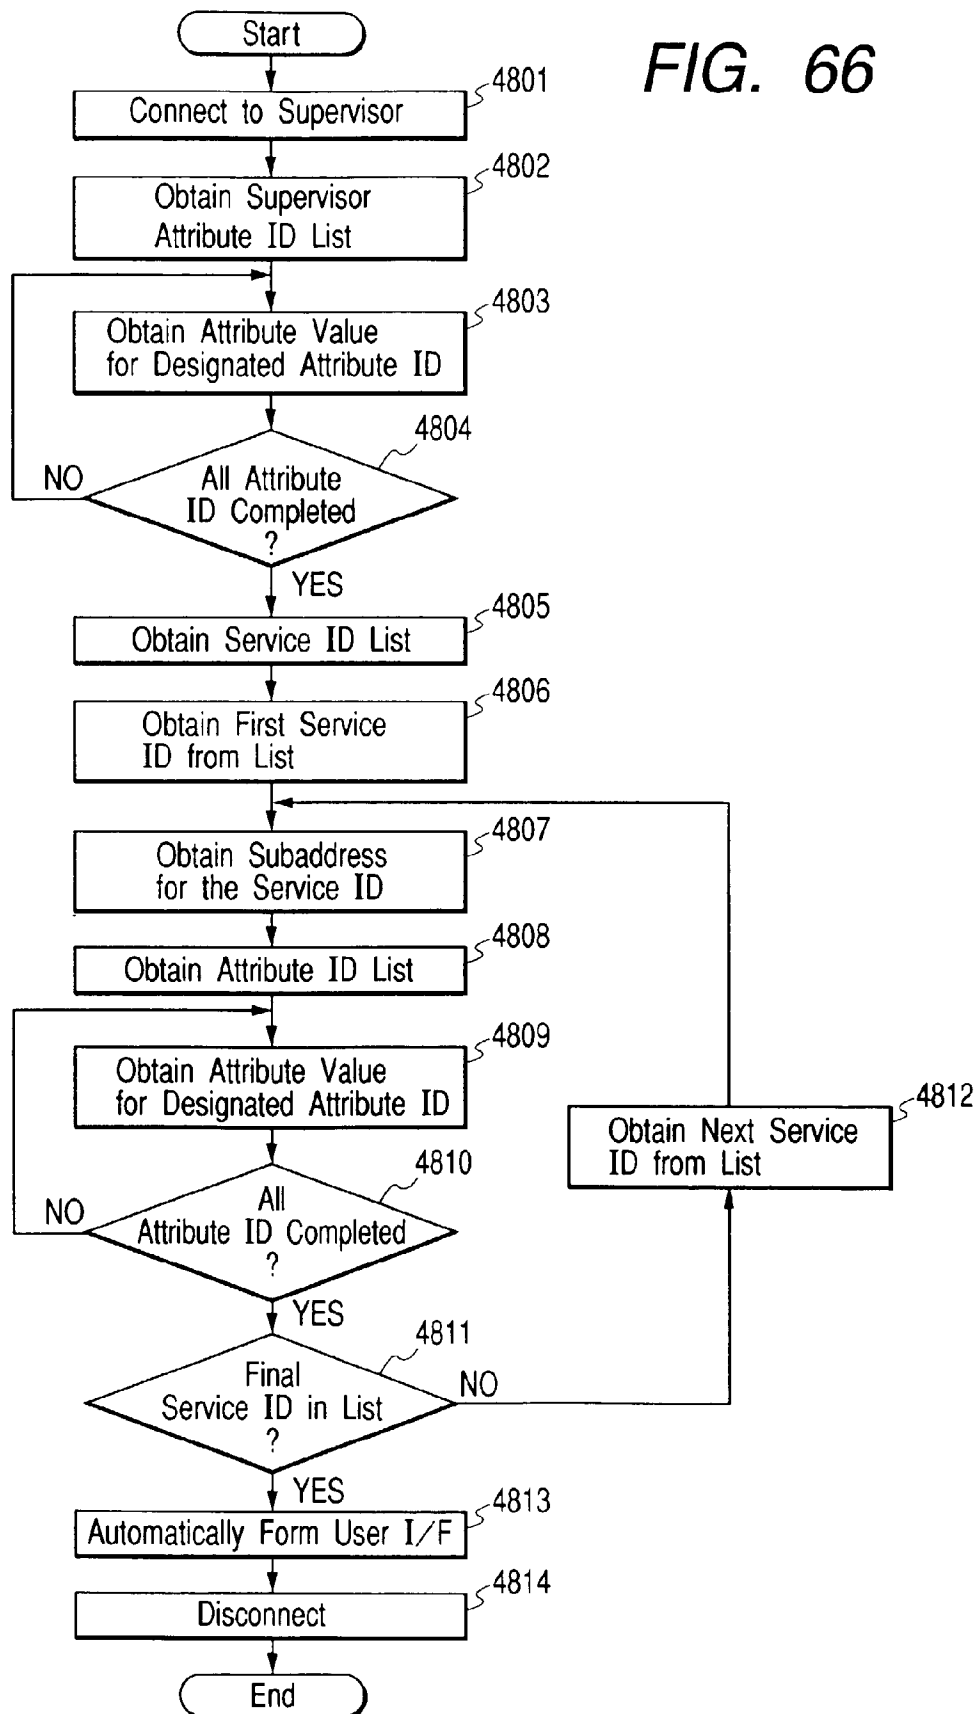 Start
FIG. 66
4801
Connect to Supervisor
4802
Obtain Supervisor
Attribute ID List
4803
Obtain Attribute Value
for Designated Attribute ID
4804
NO
All Attribute
ID Completed
?
YES
4805
Obtain Service ID List
4806
Obtain First Service
ID from List
4807
Obtain Subaddress
for the Service ID
4808
Obtain Attribute ID List
4809
Obtain Attribute Value
for Designated Attribute ID
4812
Obtain Next Service
ID from List
4810
NO
All
Attribute ID Completed
?
YES
4811
Final
Service ID in List
?
NO
YES
4813
Automatically Form User I/F
4814
Disconnect
End